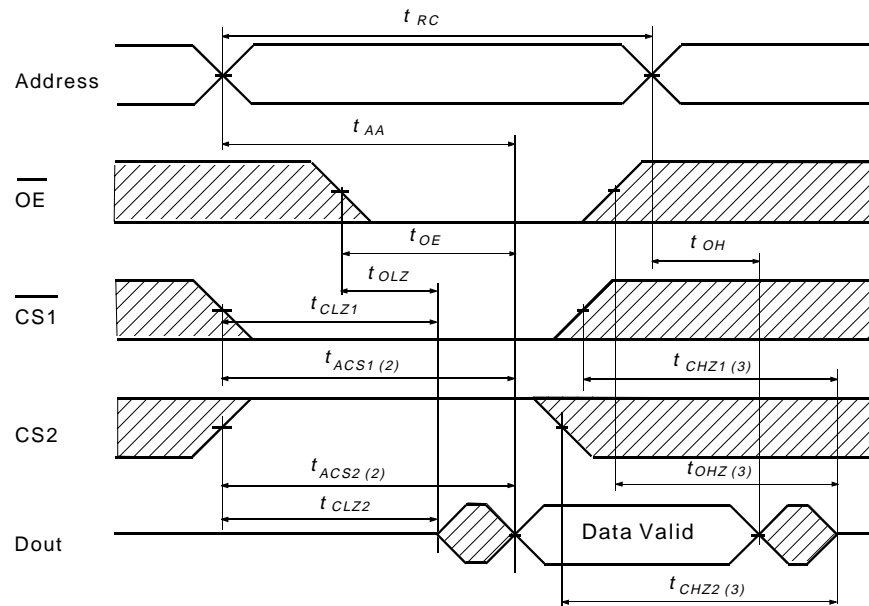 t RC
Address
t AA
OE
t OE
t OH
t OLZ
CS1
t CLZ1
t ACS1 (2)
t CHZ1 (3)
CS2
t ACS2 (2)
t OHZ (3)
t CLZ2
Dout
Data Valid
t CHZ2 (3)